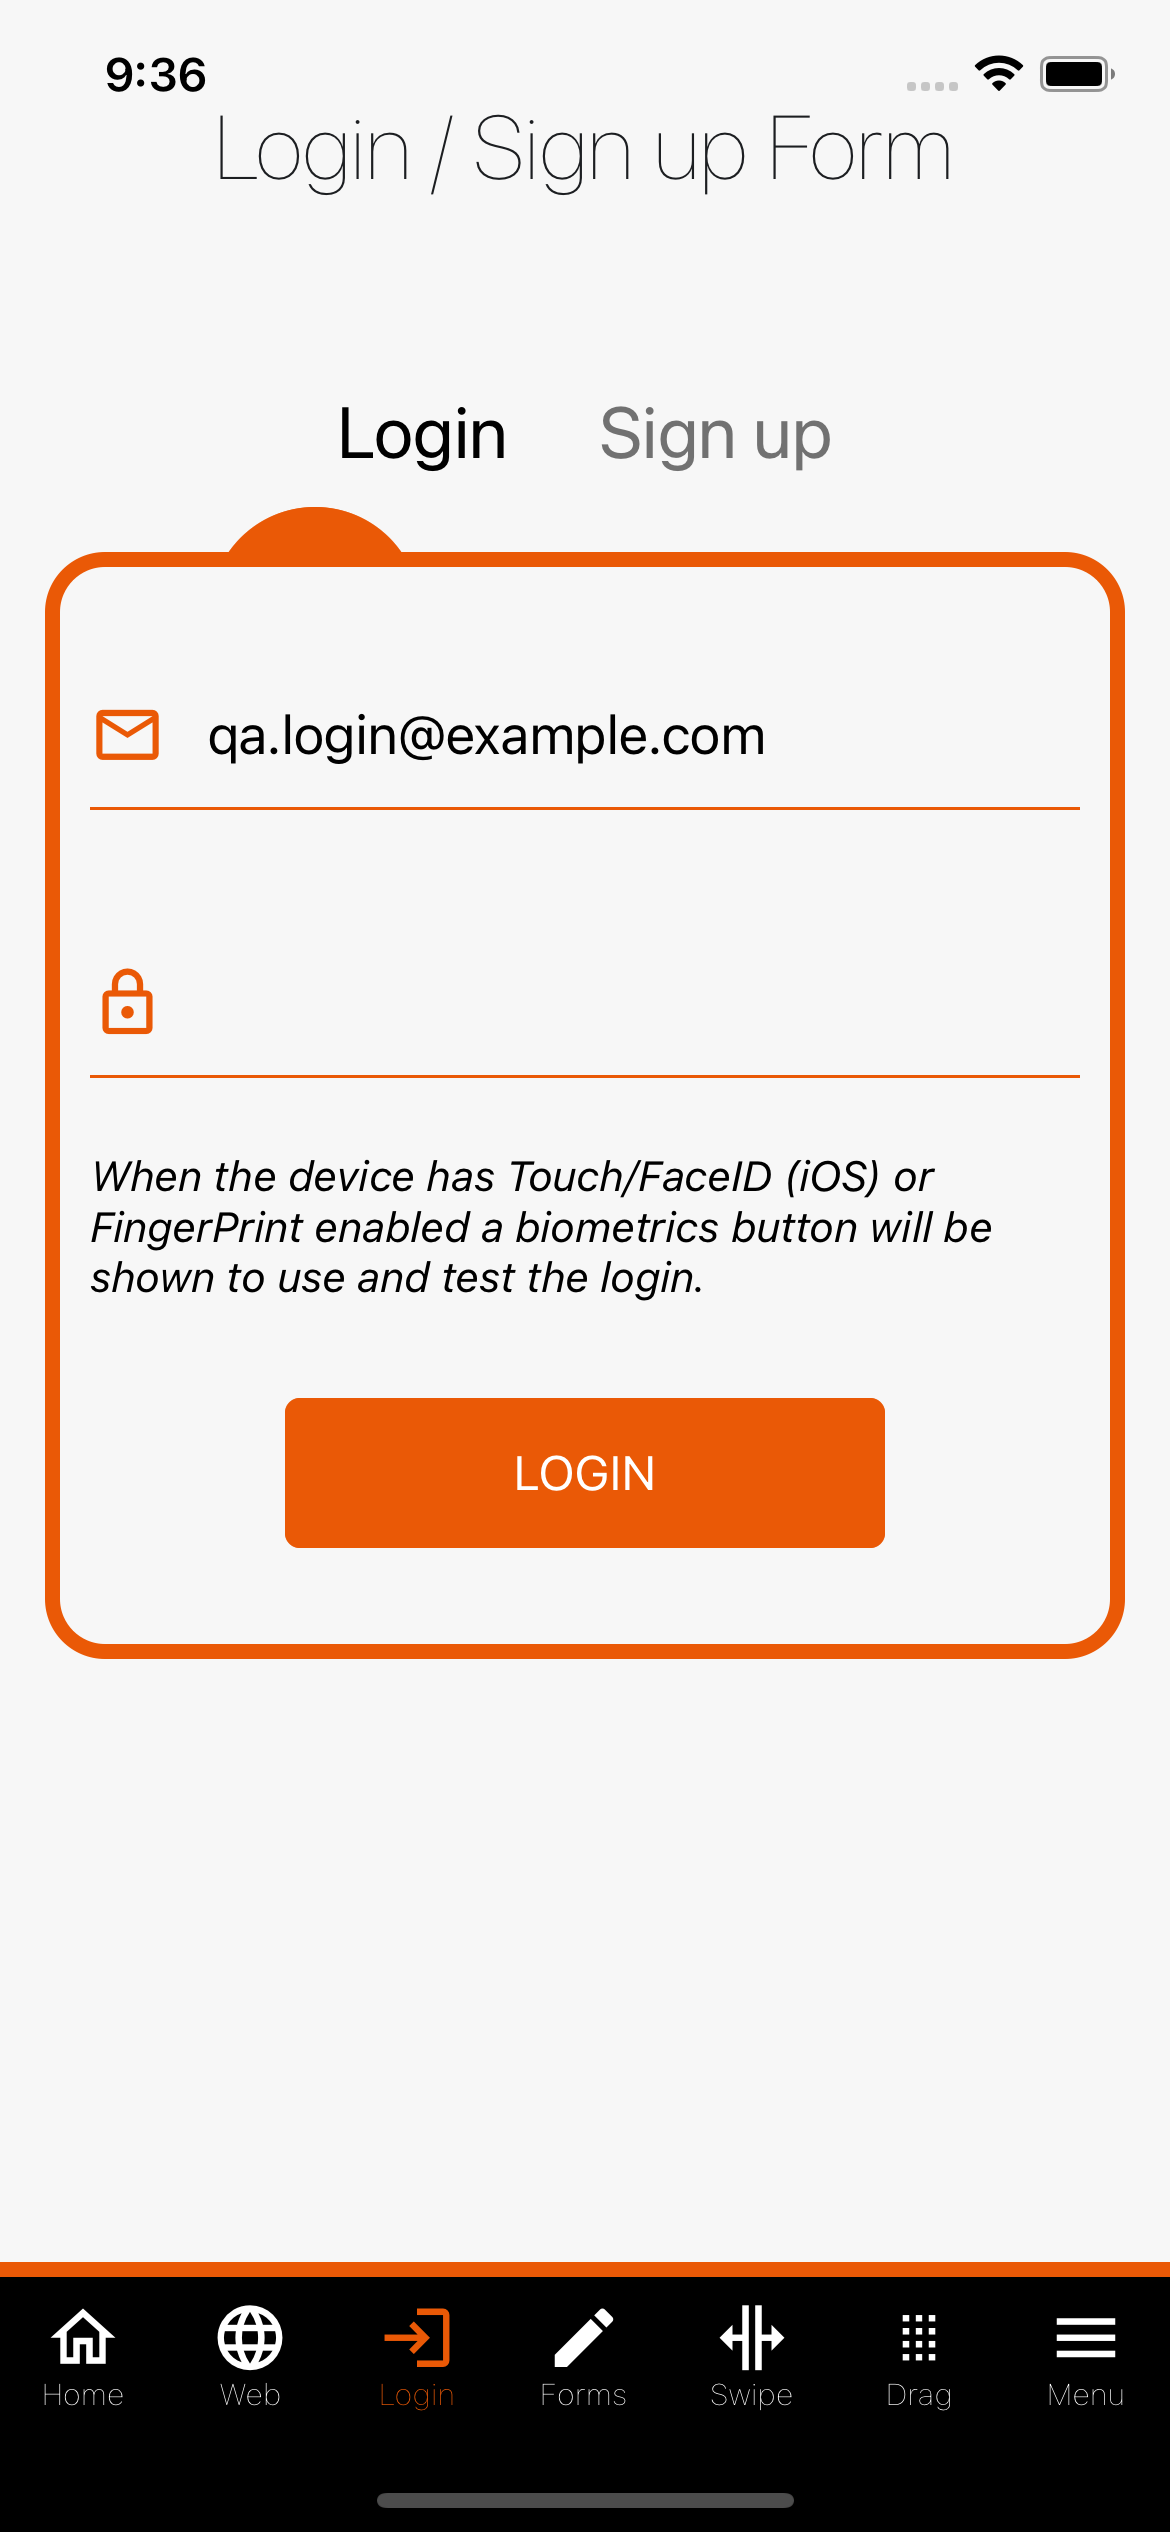 9:36
Login / Sign up Form
Login
Sign up
qa.login@example.com
When the device has Touch/FaceID (iOS) or
FingerPrint enabled a biometrics button will be
shown to use and test the login.
LOGIN
Home
Web
Login
Forms
Swipe
Drag
Menu